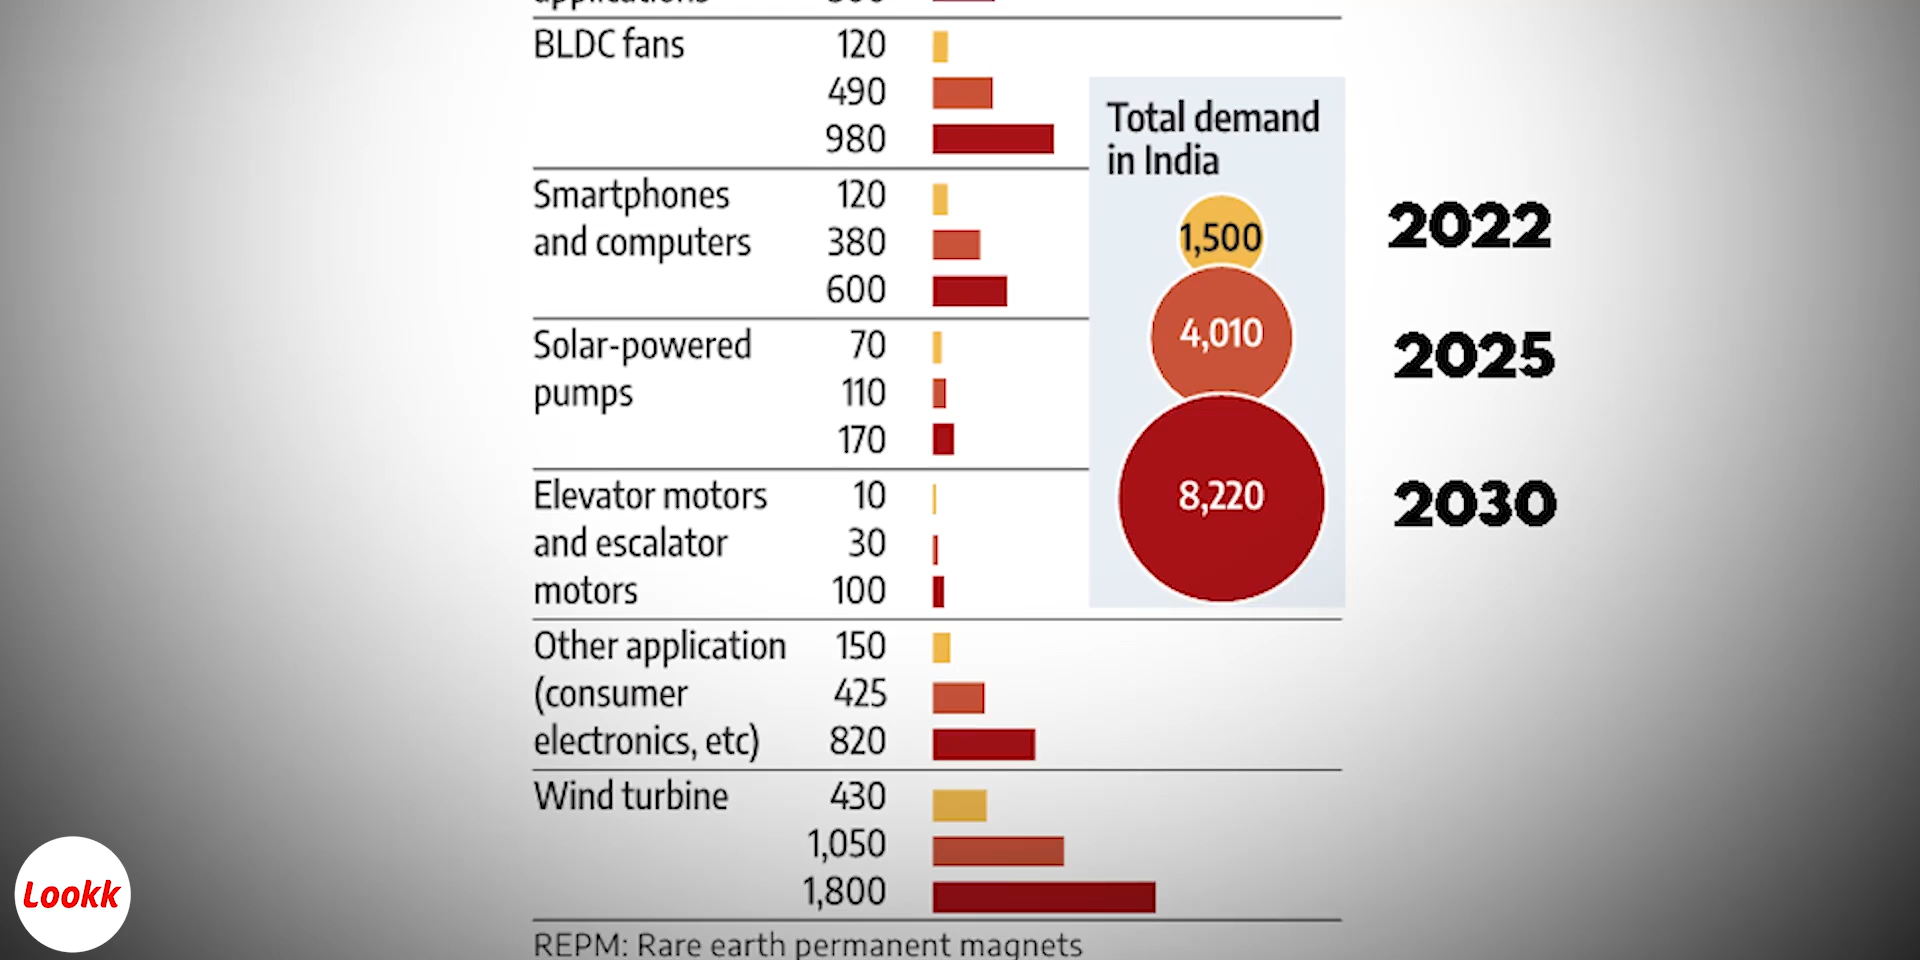 BLDC fans 120
490
980
Smartphones 120
and computers 380
600
Solar-powered 70
pumps 110
170
Elevator motors 10
and escalator 30
motors 100
Other application 150
(consumer 425
electronics, etc) 820
Wind turbine 430
1,050
1,800
REPM: Rare earth permanent magnets
Total demand
in India
1,500 2022
4,010 2025
8,220 2030
Lookk